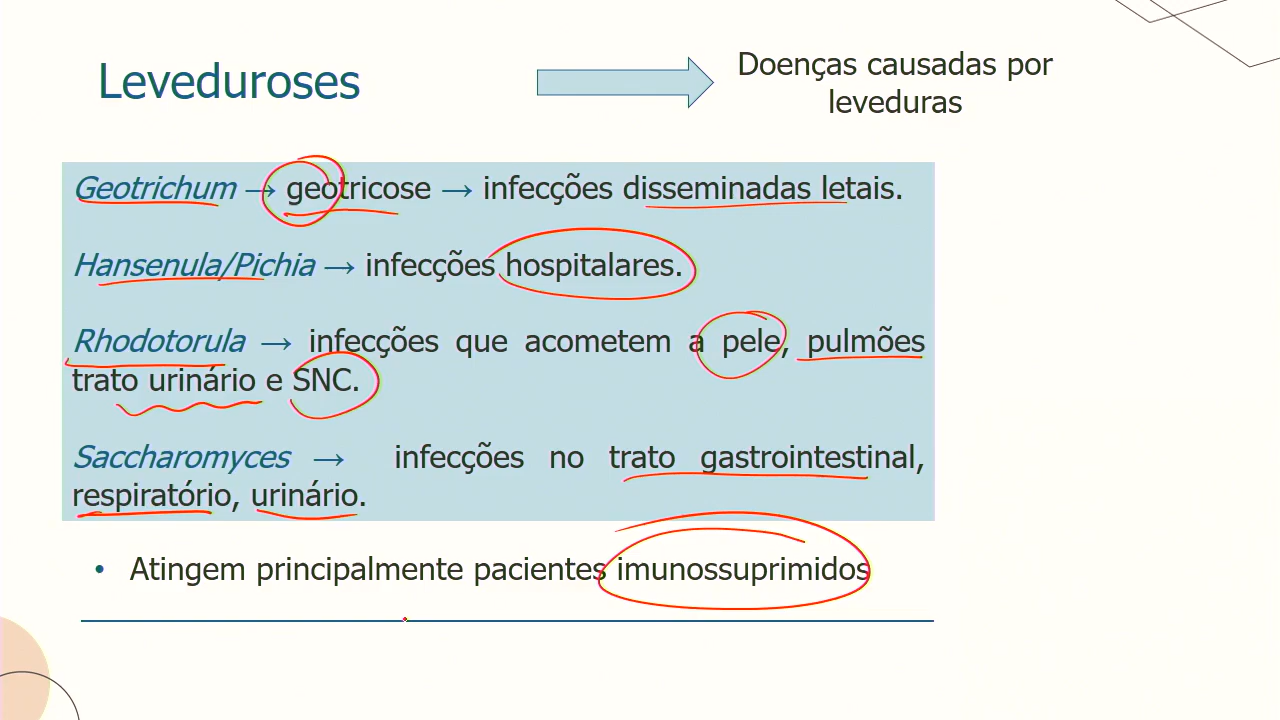 Leveduroses
Doenças causadas por
leveduras
Geotrichum → geotricose → infecções disseminadas letais.
Hansenula/Pichia → infecções hospitalares.
Rhodotorula → infecções que acometem a pele, pulmões
trato urinário e SNC.
Saccharomyces → infecções no trato gastrointestinal,
respiratório, urinário.
• Atingem principalmente pacientes imunossuprimidos